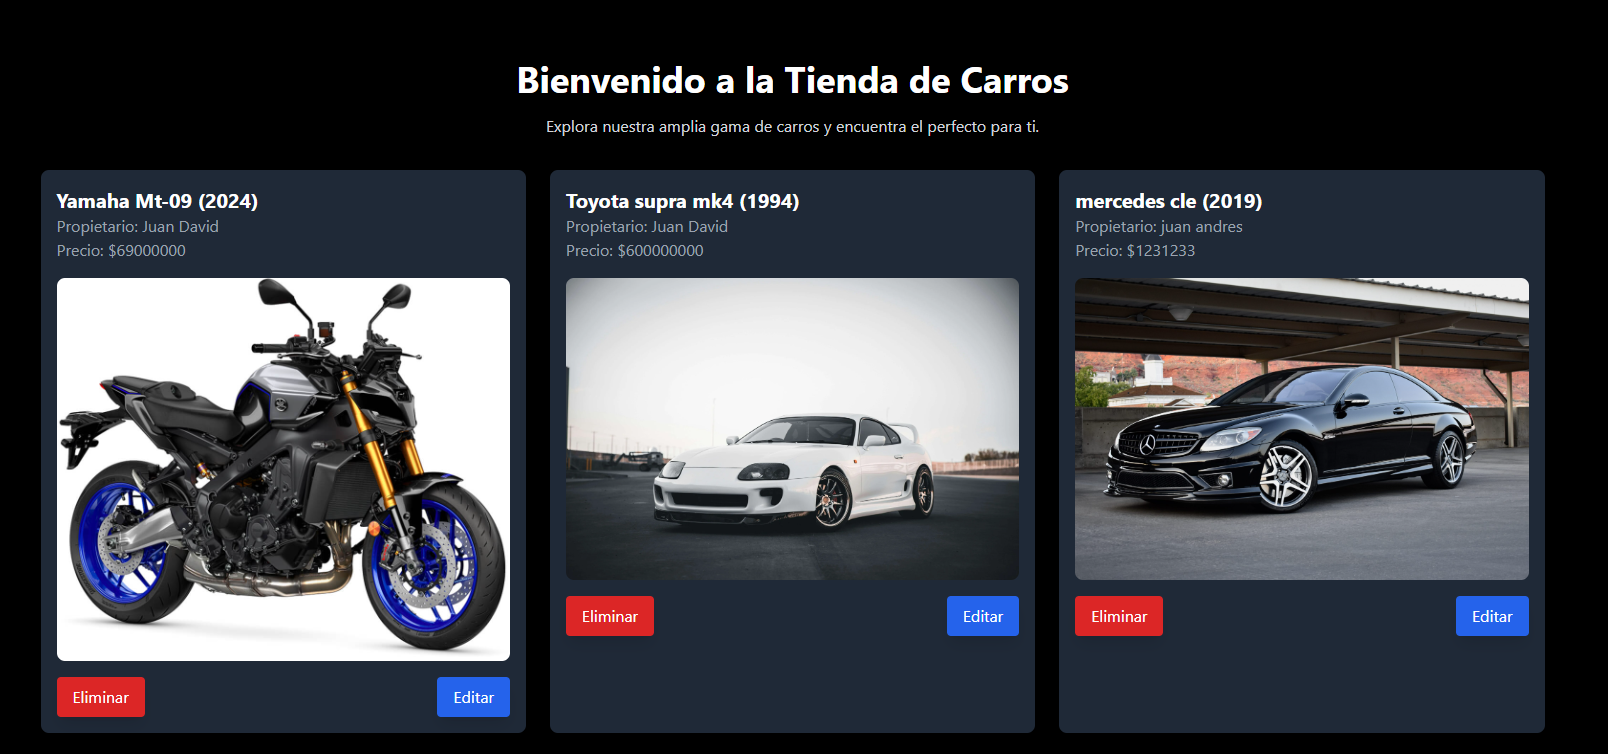 Bienvenido a la Tienda de Carros
Explora nuestra amplia gama de carros y encuentra el perfecto para ti.
Yamaha Mt-09 (2024)
Propietario: Juan David
Precio: $69000000
Eliminar
Editar
Toyota supra mk4 (1994)
Propietario: Juan David
Precio: $600000000
Eliminar
Editar
mercedes cle (2019)
Propietario: juan andres
Precio: $1231233
Eliminar
Editar